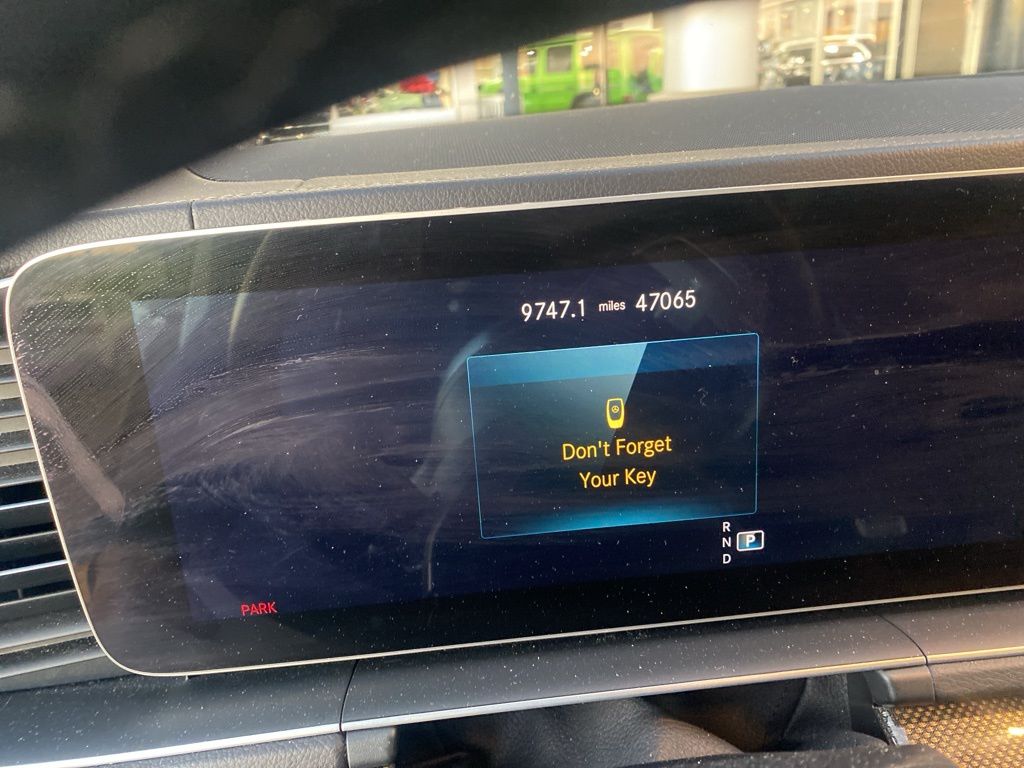 9747.1 miles 47065
Don't Forget
Your Key
R
N P
D
PARK